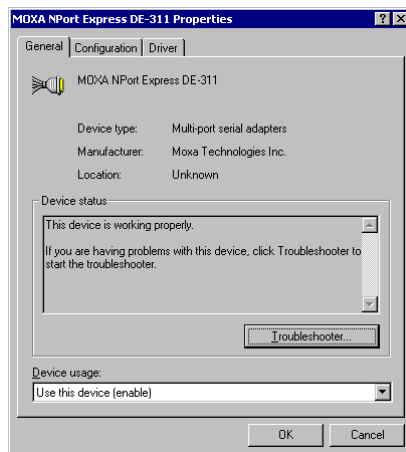 MOXA NPort Express DE-311 Properties
General
Configuration
Driver
MOXA NPort Express DE-311
Device type: Multi-port serial adapters
Manufacturer: Moxa Technologies Inc.
Location: Unknown
Device status
This device is working properly.
If you are having problems with this device, click Troubleshooter to
start the troubleshooter.
Troubleshooter...
Device usage:
Use this device (enable)
OK
Cancel